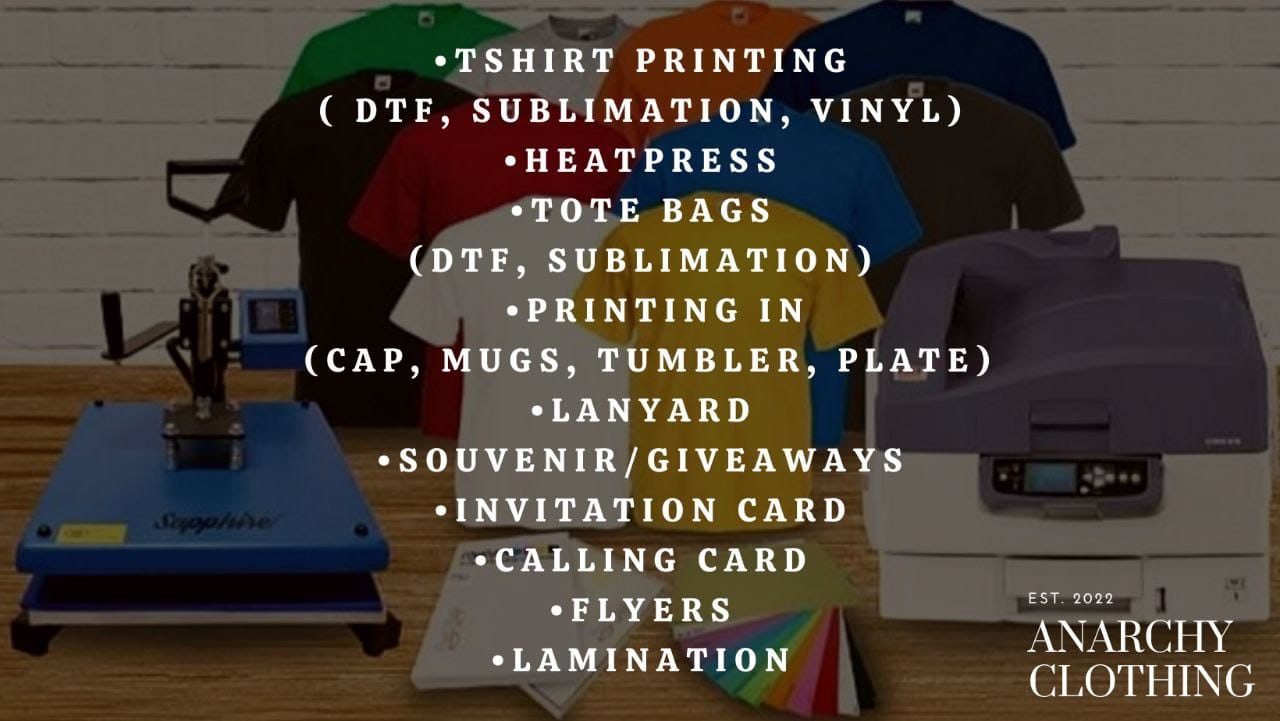 •TSHIRT PRINTING
( DTF, SUBLIMATION, VINYL)
•HEATPRESS
•TOTE BAGS
(DTF, SUBLIMATION)
•PRINTING IN
(CAP, MUGS, TUMBLER, PLATE)
•LANYARD
•SOUVENIR/GIVEAWAYS
•INVITATION CARD
•CALLING CARD
•FLYERS
•LAMINATION
Sapphire
EST. 2022
ANARCHY
CLOTHING